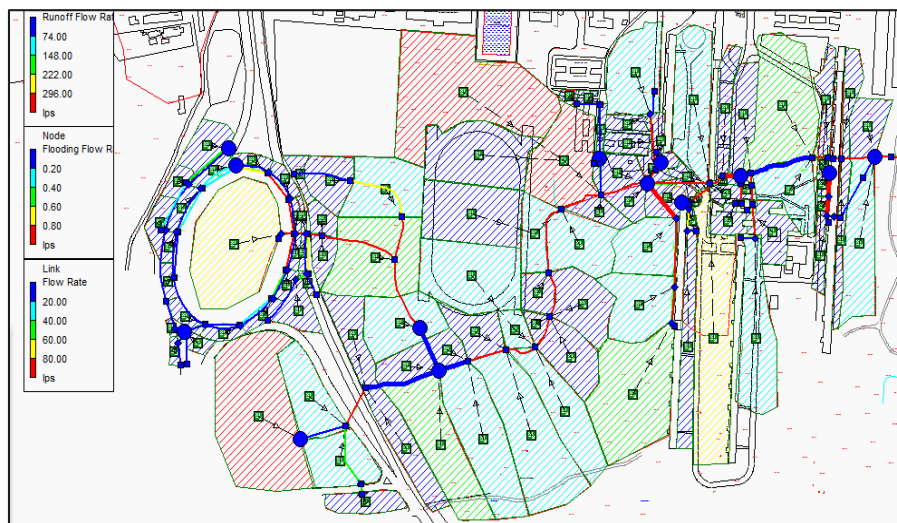 Runoff Flow Rat
74.00
148.00
222.00
296.00
lps
Node
Flooding Flow R
0.20
0.40
0.60
0.80
lps
Link
Flow Rate
20.00
40.00
60.00
80.00
lps